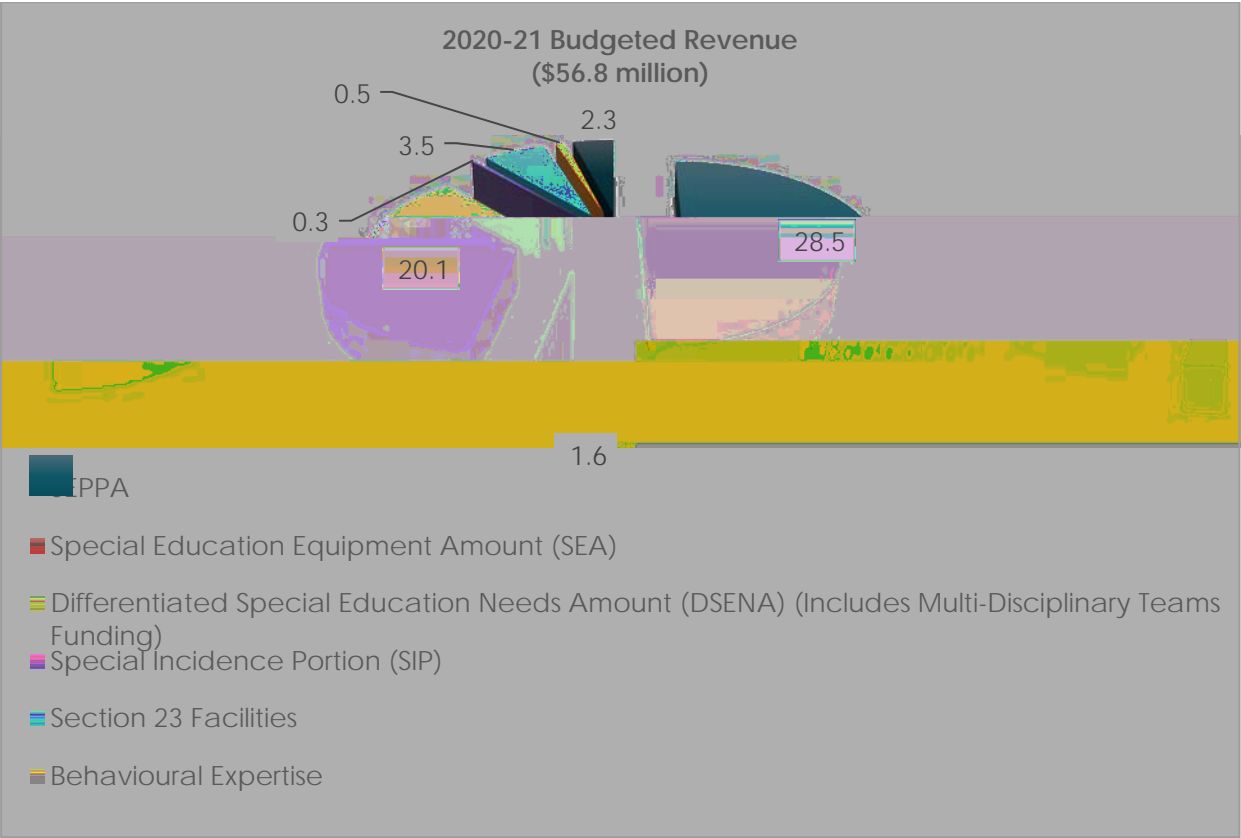 2020-21 Budgeted Revenue
($56.8 million)
0.5
2.3
3.5
0.3
28.5
20.1
1.6
EPPA
Special Education Equipment Amount (SEA)
Differentiated Special Education Needs Amount (DSENA) (Includes Multi-Disciplinary Teams
Funding)
Special Incidence Portion (SIP)
Section 23 Facilities
Behavioural Expertise